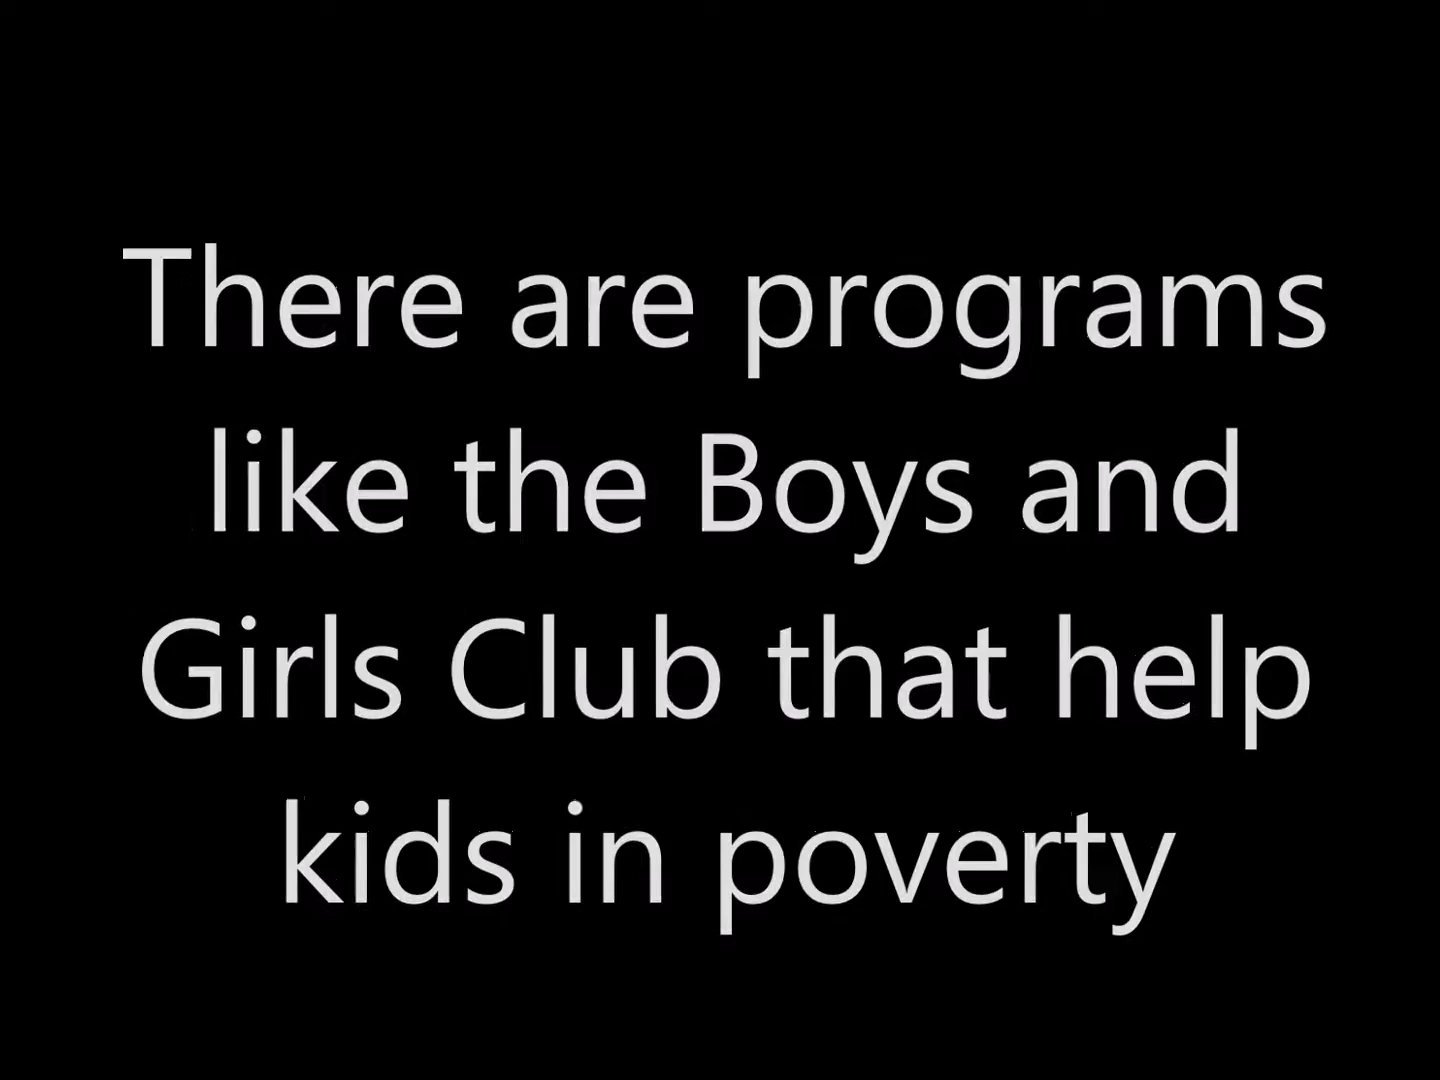 There are programs
like the Boys and
Girls Club that help
kids in poverty